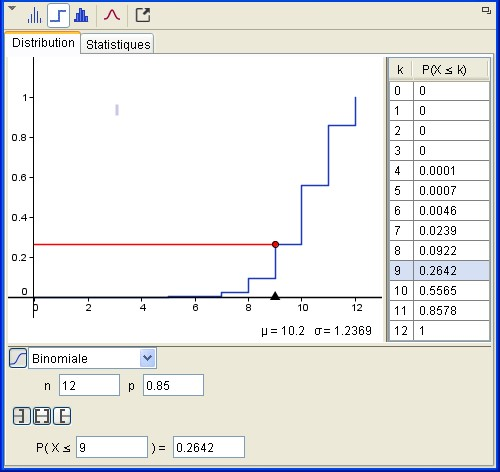 Distribution Statistiques
1
0.8
0.6
0.4
0.2
0
0 2 4 6 8 10 12
μ = 10.2 σ = 1.2369
k P(X ≤ k)
0 0
1 0
2 0
3 0
4 0.0001
5 0.0007
6 0.0046
7 0.0239
8 0.0922
9 0.2642
10 0.5565
11 0.8578
12 1
Binomiale
n 12 p 0.85
P( X ≤ 9 ) = 0.2642